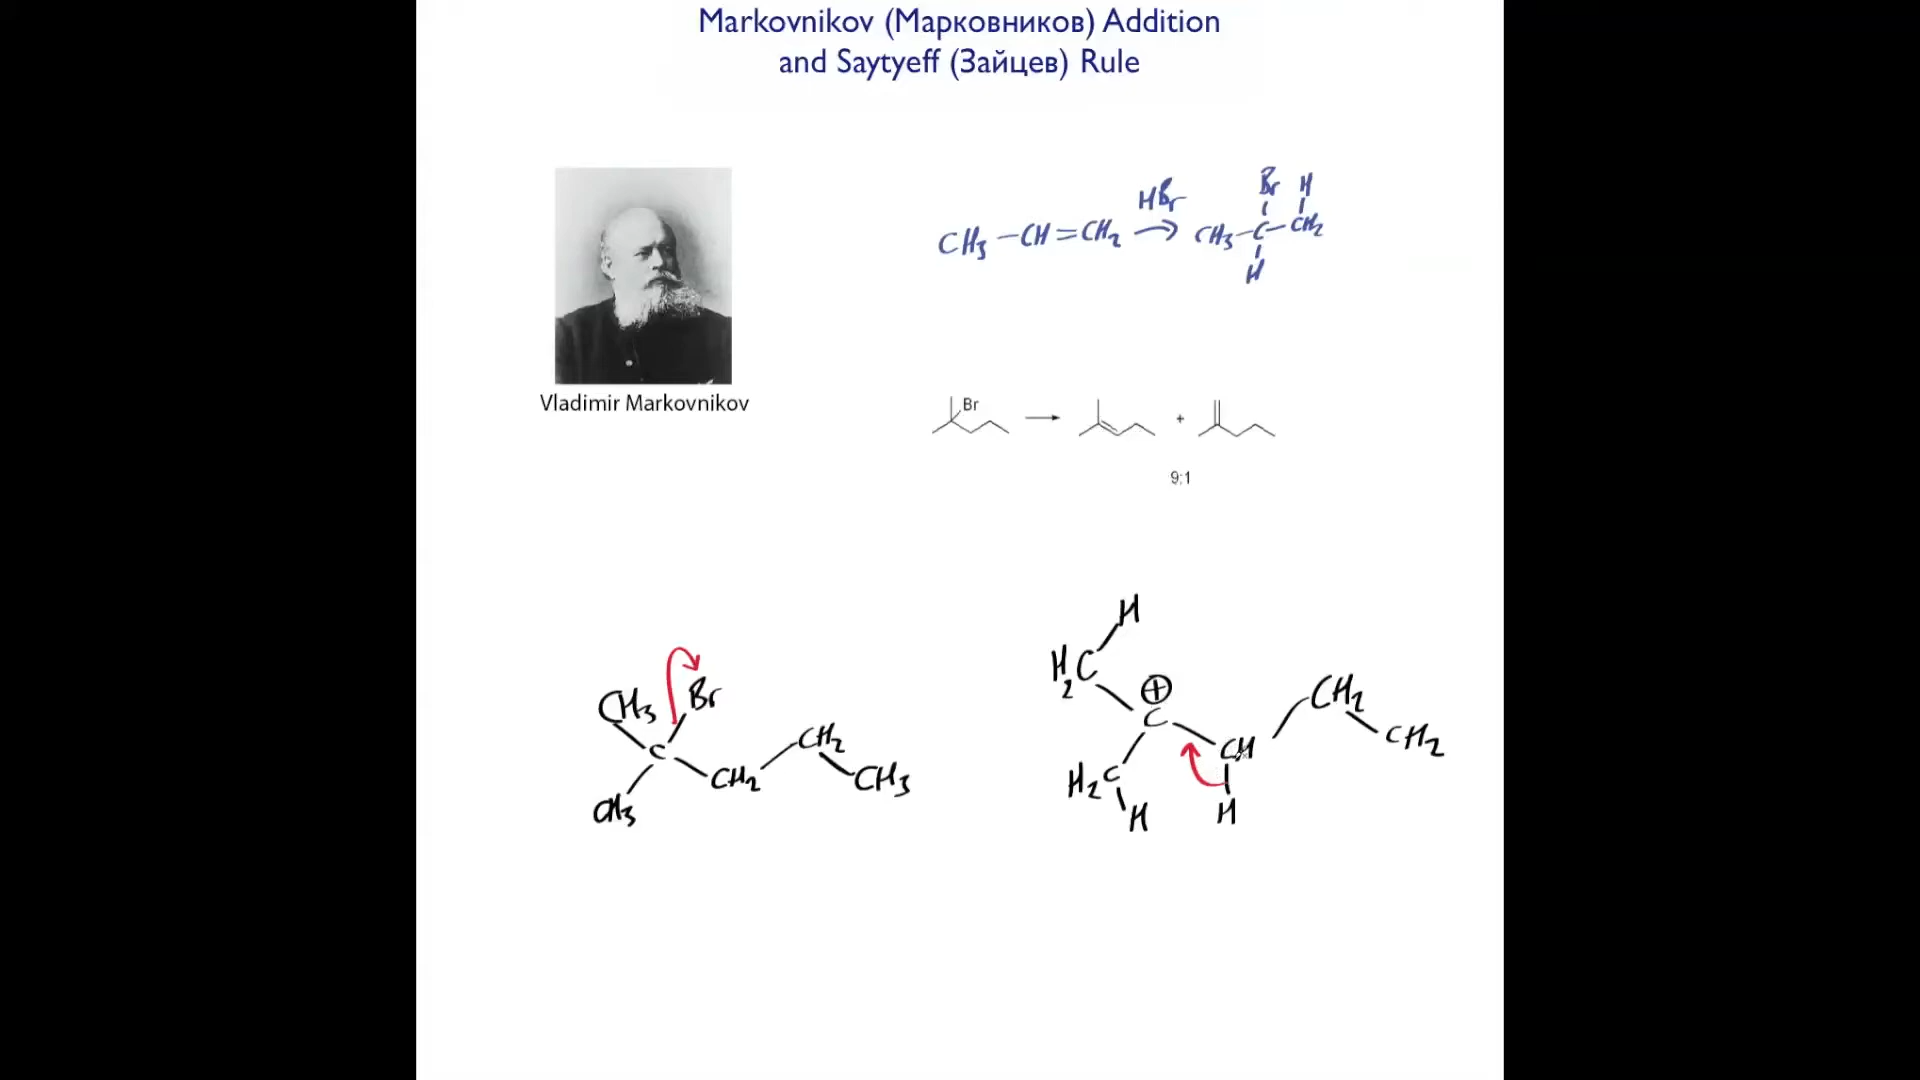 Markovnikov (Марковников) Addition
and Saytyeff (Зайцев) Rule
Vladimir Markovnikov
HBr
Br H
CH3 – CH = CH2 → CH3 – C – CH2
H
Br
+
9:1
H
H2C
⊕
CH3 Br
C
C
CH2
CH2
CH
CH2
CH2
CH3
H2C
CH3
H
H